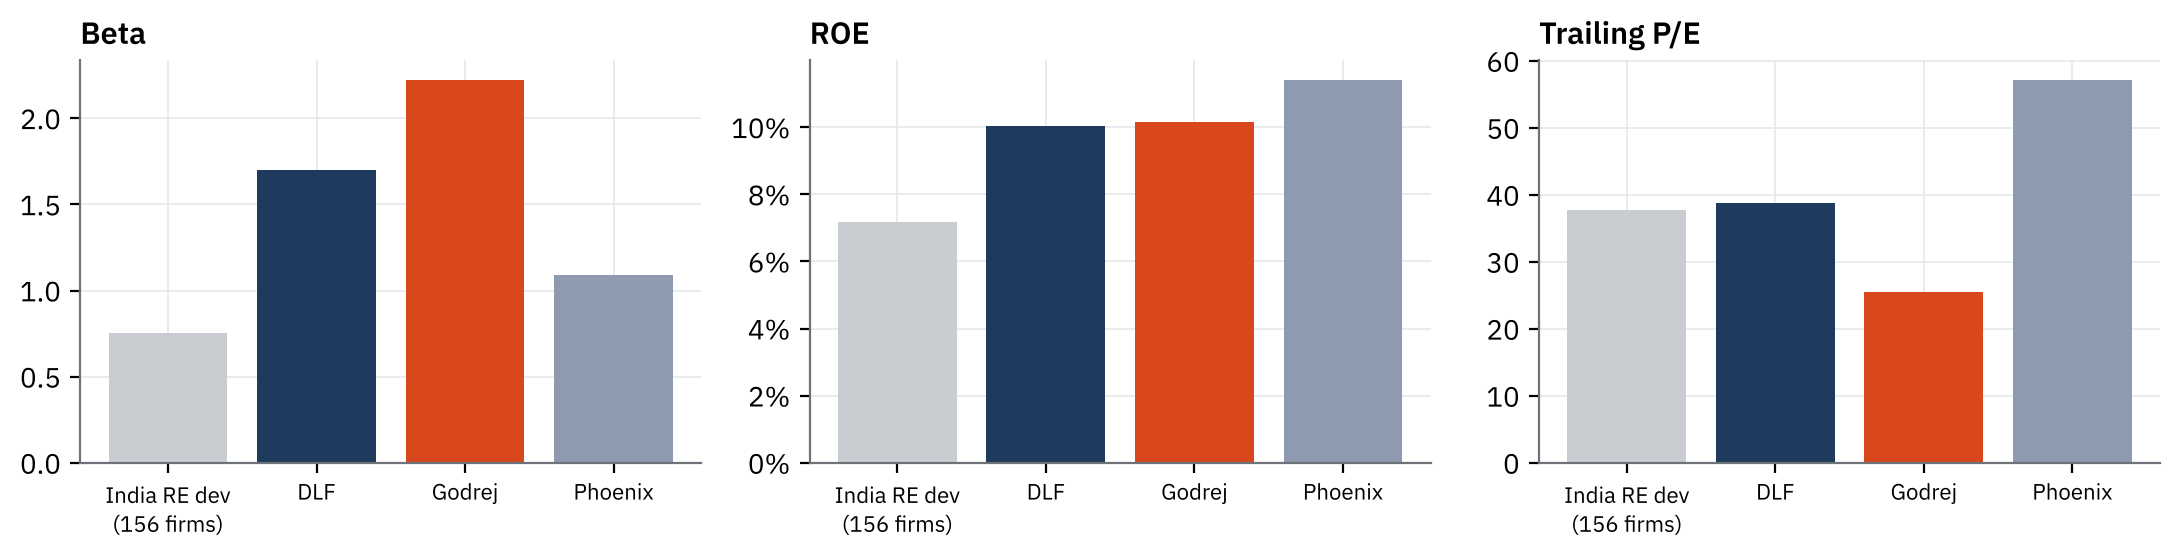 Beta
2.0
1.5
1.0
0.5
0.0
India RE dev
(156 firms)
DLF
Godrej
Phoenix
ROE
10%
8%
6%
4%
2%
0%
India RE dev
(156 firms)
DLF
Godrej
Phoenix
Trailing P/E
60
50
40
30
20
10
0
India RE dev
(156 firms)
DLF
Godrej
Phoenix